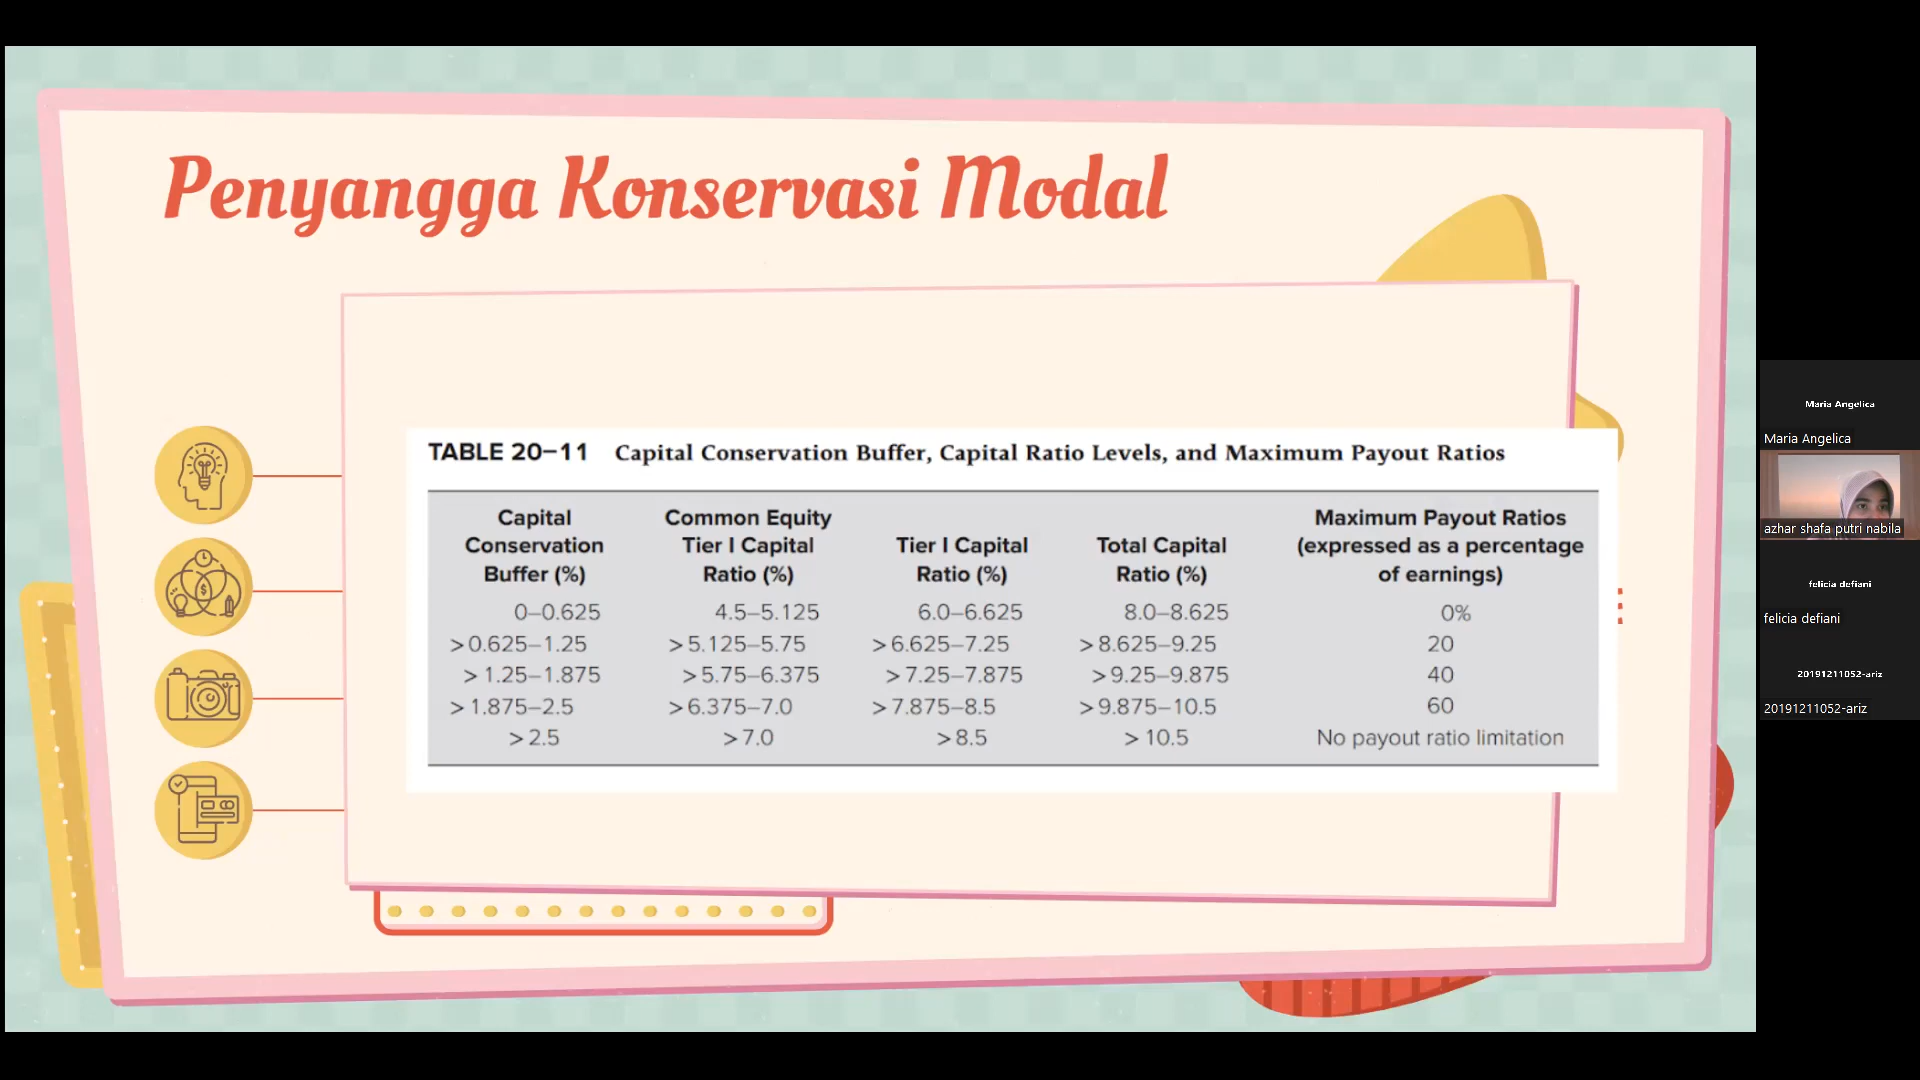 Penyangga Konservasi Modal
TABLE 20–11 Capital Conservation Buffer, Capital Ratio Levels, and Maximum Payout Ratios
Capital Conservation Buffer (%) Common Equity Tier I Capital Ratio (%) Tier I Capital Ratio (%) Total Capital Ratio (%) Maximum Payout Ratios (expressed as a percentage of earnings)
0–0.625 4.5–5.125 6.0–6.625 8.0–8.625 0%
>0.625–1.25 >5.125–5.75 >6.625–7.25 >8.625–9.25 20
>1.25–1.875 >5.75–6.375 >7.25–7.875 >9.25–9.875 40
>1.875–2.5 >6.375–7.0 >7.875–8.5 >9.875–10.5 60
>2.5 >7.0 >8.5 >10.5 No payout ratio limitation
Maria Angelica
Maria Angelica
azhar shafa putri nabila
felicia defiani
felicia defiani
20191211052-ariz
20191211052-ariz